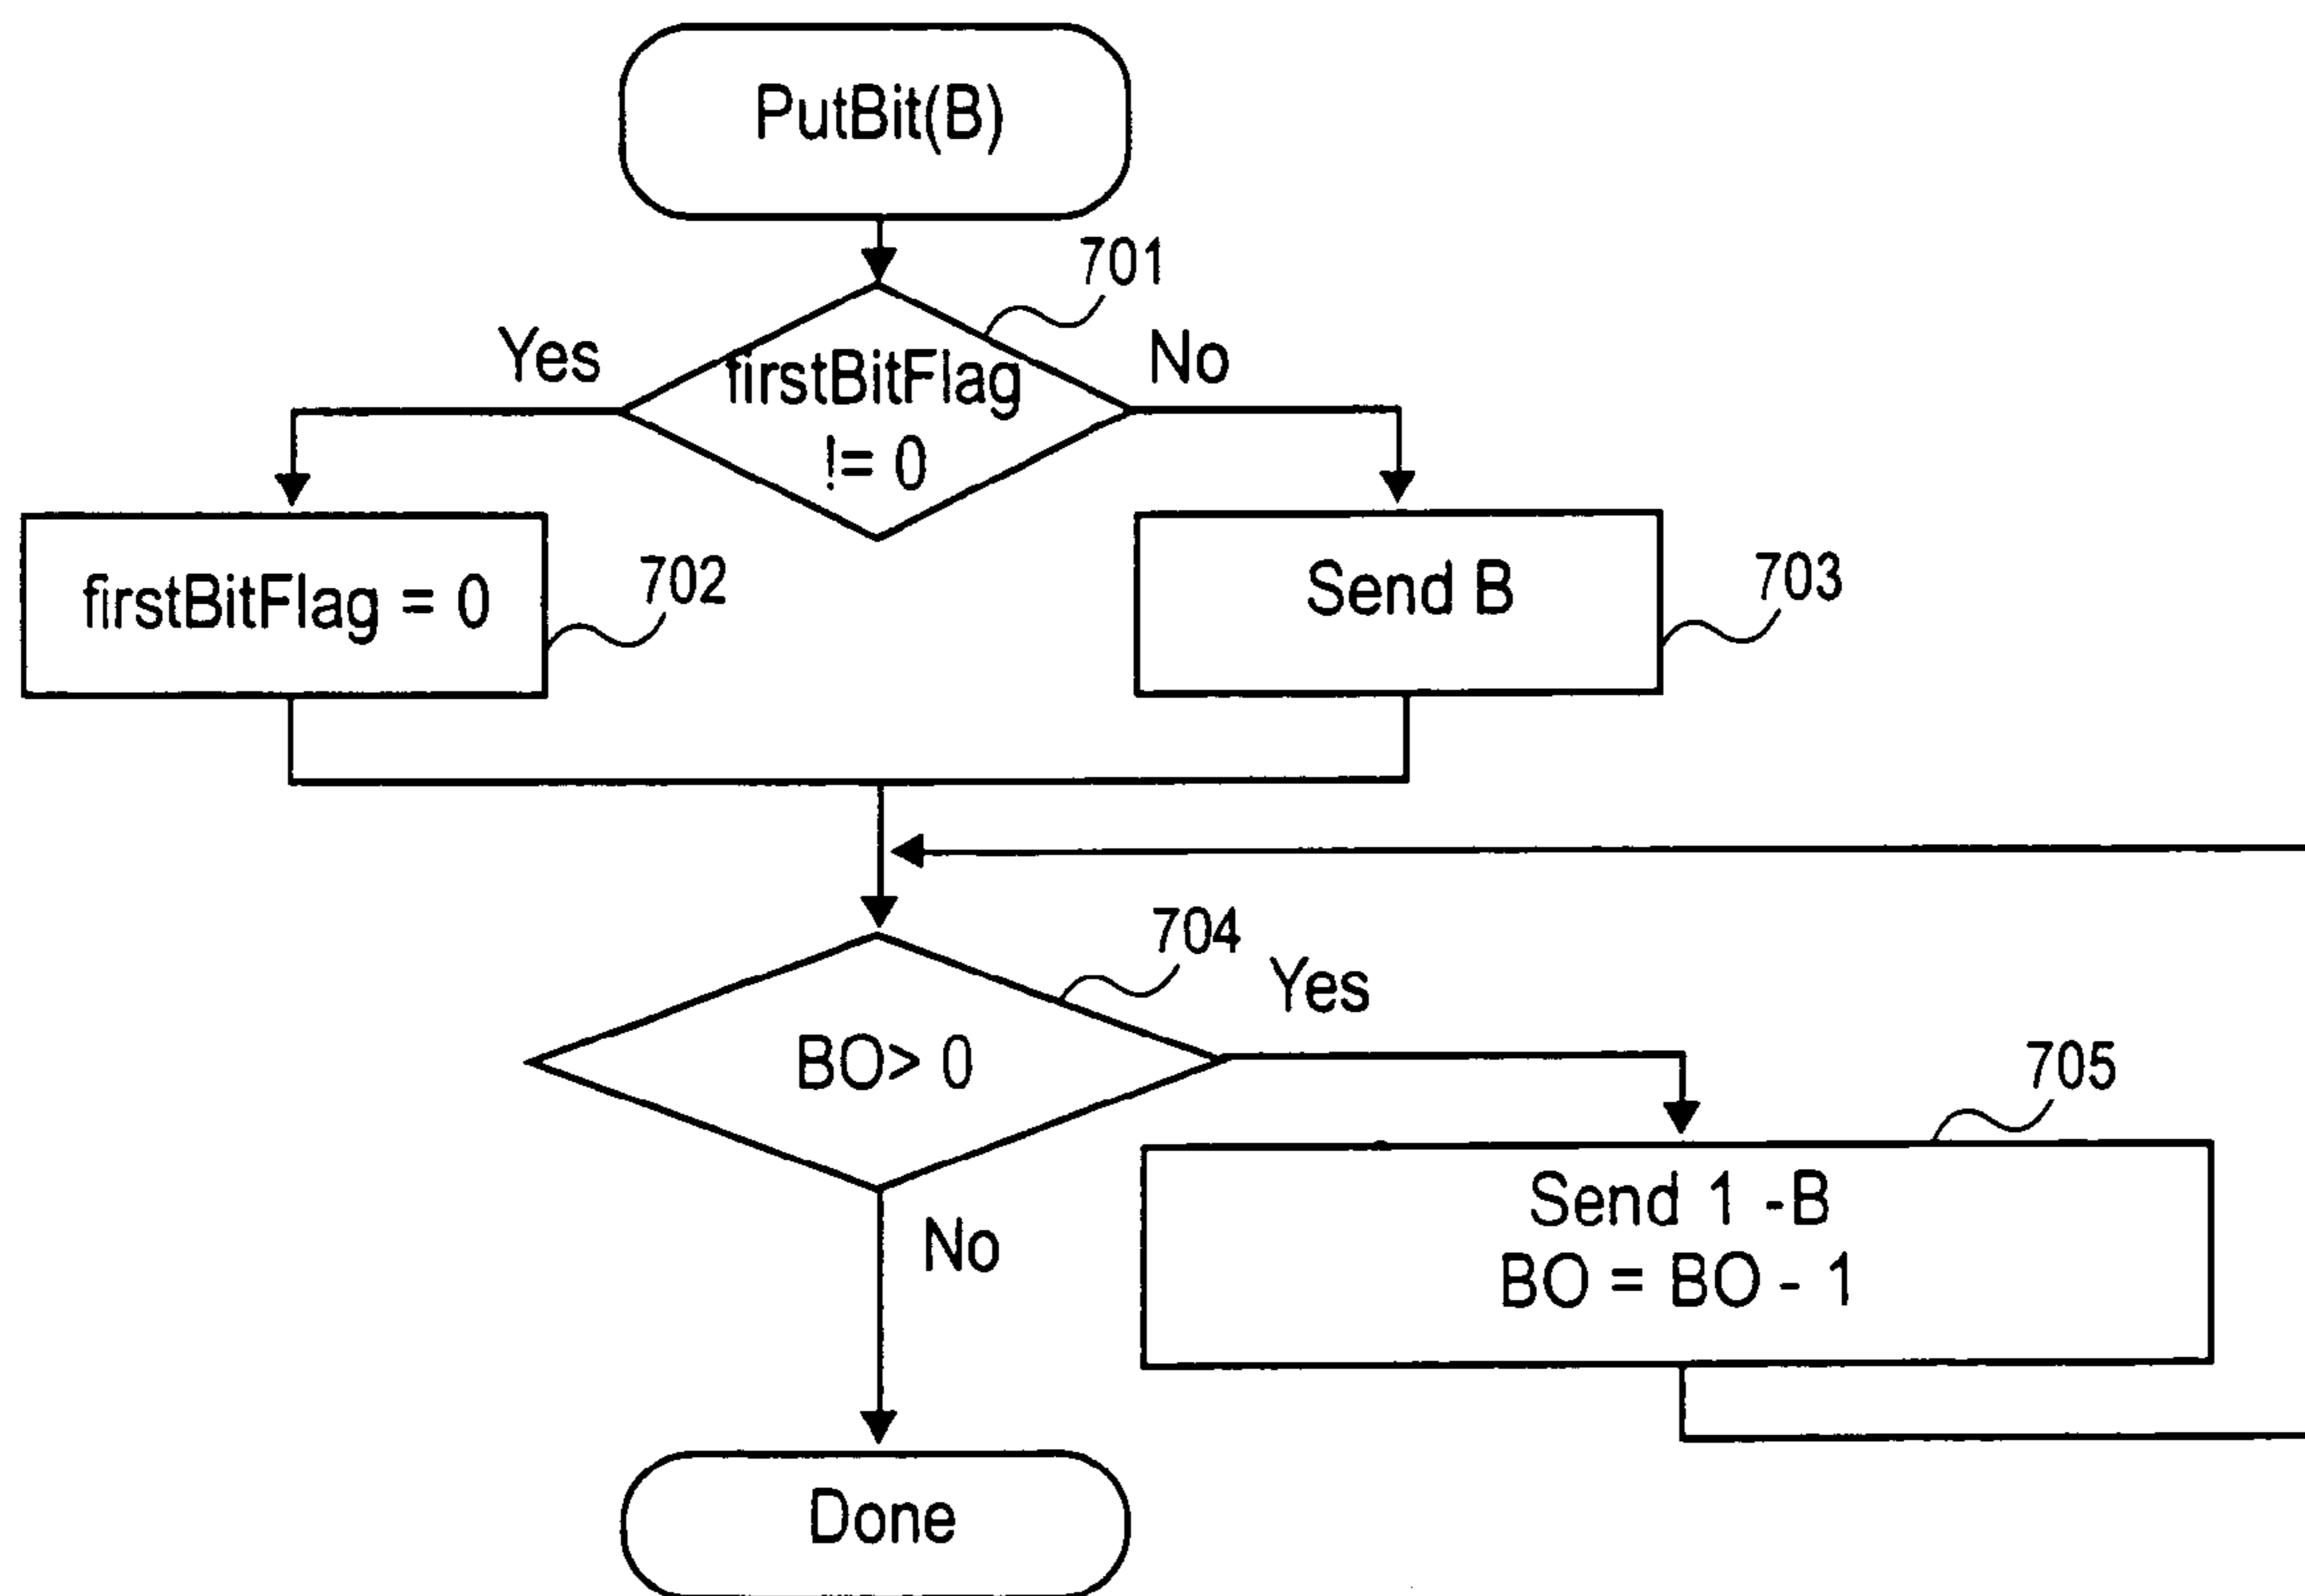 PutBit(B)
701
Yes
No
firstBitFlag
!= 0
firstBitFlag = 0
702
Send B
703
704
Yes
BO> 0
705
Send 1 -B
BO = BO - 1
No
Done